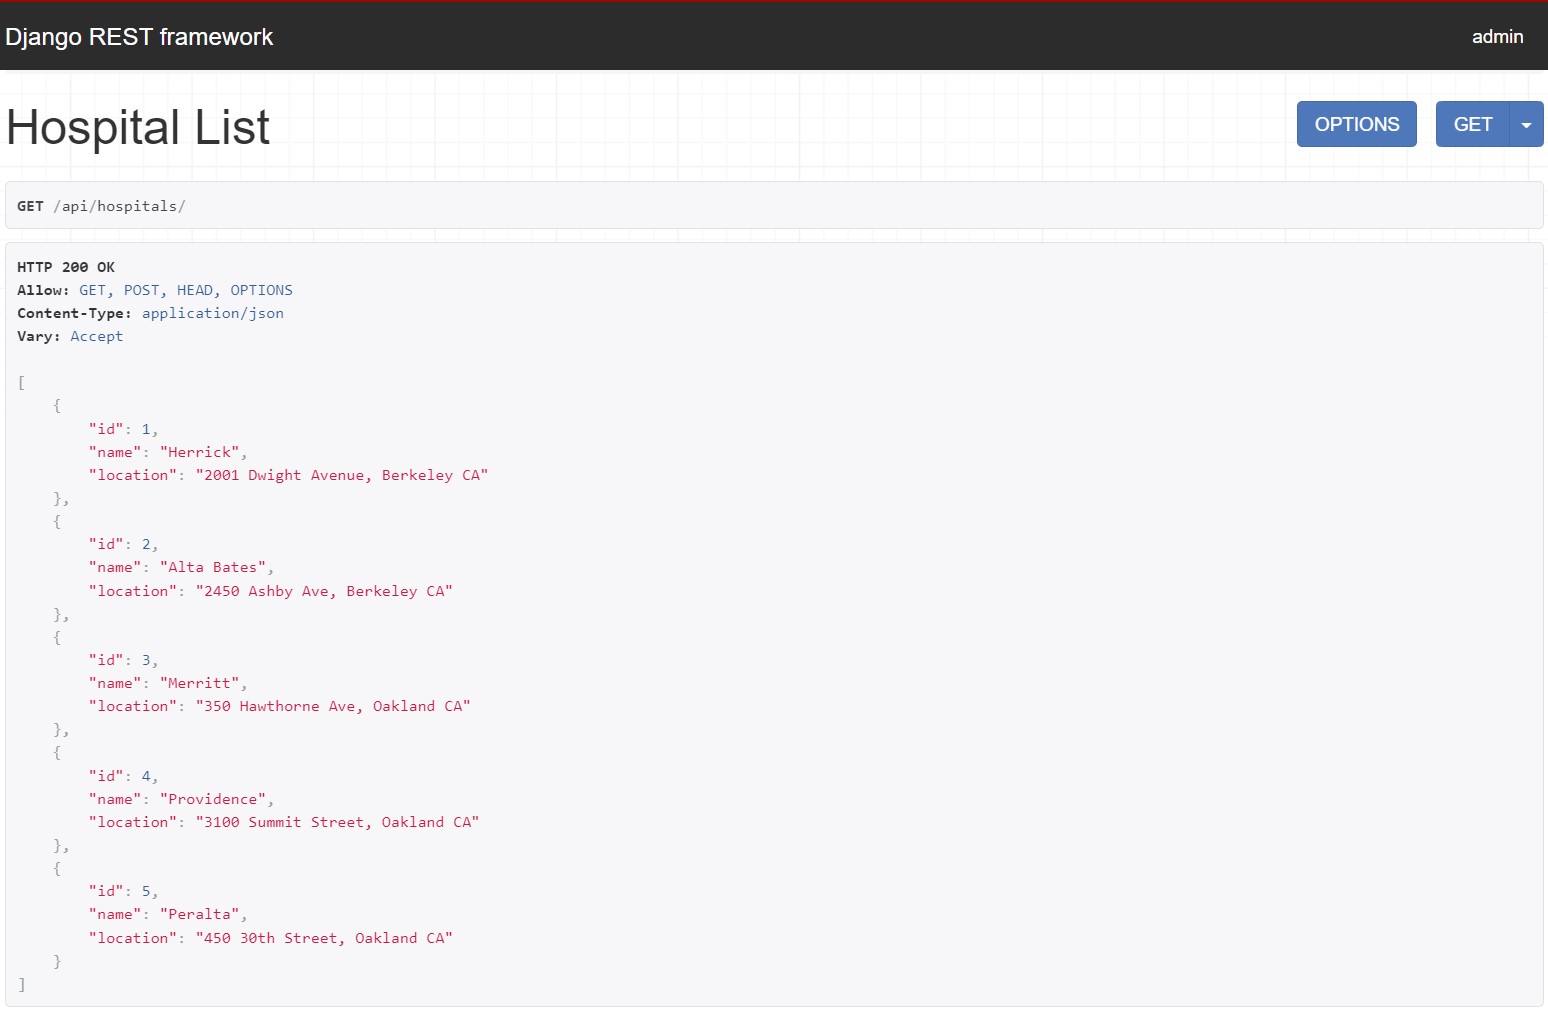 Django REST framework admin
Hospital List OPTIONS GET
GET /api/hospitals/
HTTP 200 OK
Allow: GET, POST, HEAD, OPTIONS
Content-Type: application/json
Vary: Accept
[
    {
        "id": 1,
        "name": "Herrick",
        "location": "2001 Dwight Avenue, Berkeley CA"
    },
    {
        "id": 2,
        "name": "Alta Bates",
        "location": "2450 Ashby Ave, Berkeley CA"
    },
    {
        "id": 3,
        "name": "Merritt",
        "location": "350 Hawthorne Ave, Oakland CA"
    },
    {
        "id": 4,
        "name": "Providence",
        "location": "3100 Summit Street, Oakland CA"
    },
    {
        "id": 5,
        "name": "Peralta",
        "location": "450 30th Street, Oakland CA"
    }
]